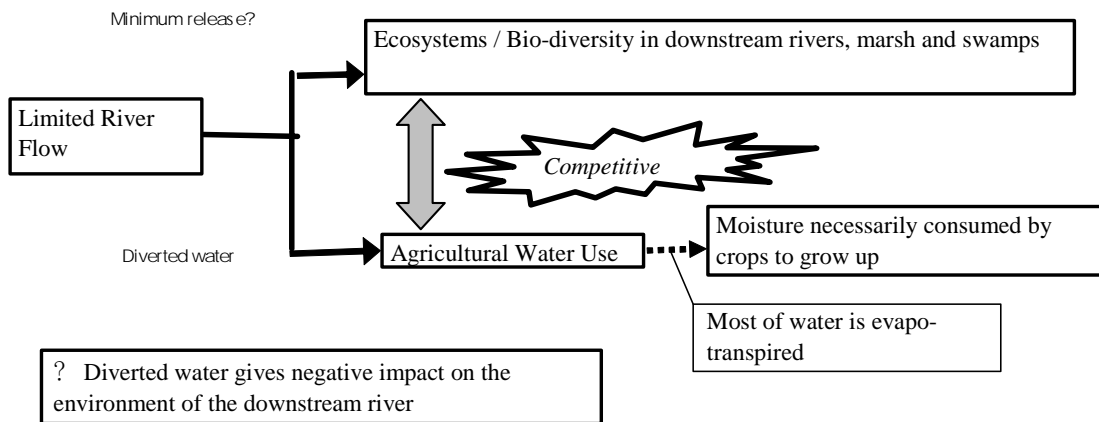 Minimum release?
Ecosystems / Bio-diversity in downstream rivers, marsh and swamps
Limited River
Flow
Competitive
Diverted water
Agricultural Water Use
Moisture necessarily consumed by
crops to grow up
Most of water is evapo-
transpired
? Diverted water gives negative impact on the
environment of the downstream river